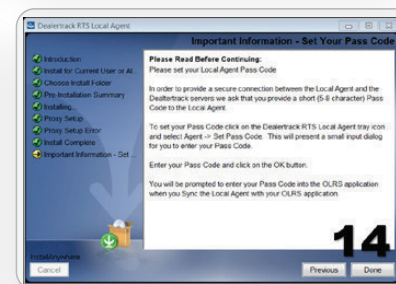 Dealertrack RTS Local Agent
Important Information - Set Your Pass Code
Introduction
Install for Current User or Al...
Choose Install Folder
Pre-Installation Summary
Installing...
Proxy Setup
Proxy Setup Error
Install Complete
Important Information - Set ...
Please Read Before Continuing:
Please set your Local Agent Pass Code
In order to provide a secure connection between the Local Agent and the
Dealtertrack servers we ask that you provide a short (5-8 character) Pass
Code to the Local Agent.
To set your Pass Code click on the Dealertrack RTS Local Agent tray icon
and select Agent -> Set Pass Code. This will present a small input dialog
for you to enter your Pass Code.
Enter your Pass Code and click on the OK button.
You will be prompted to enter your Pass Code into the OLRS application
when you Sync the Local Agent with your OLRS application.
14
InstallAnywhere
Cancel
Previous
Done